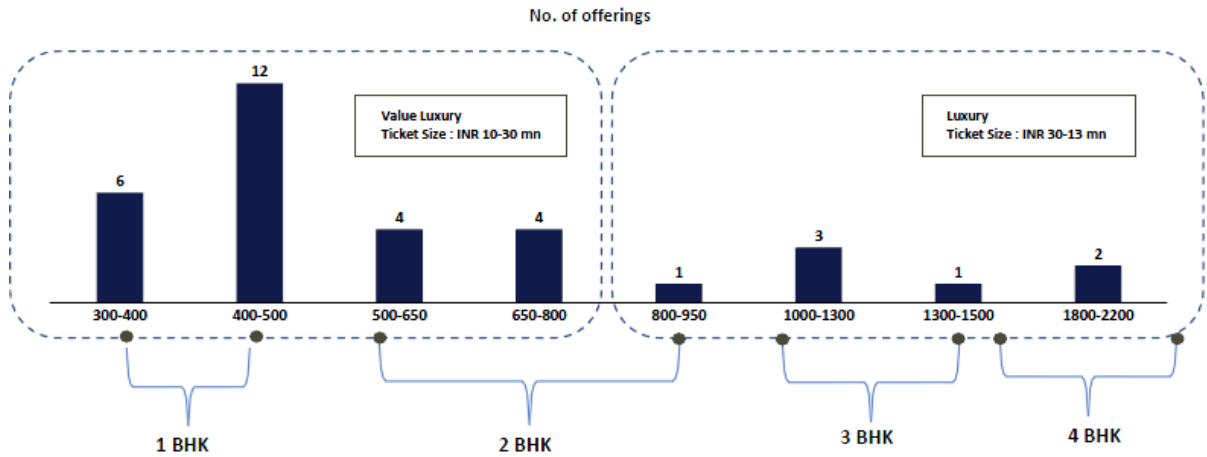 No. of offerings
12
Value Luxury
Ticket Size : INR 10-30 mn
Luxury
Ticket Size : INR 30-13 mn
6
4
4
3
2
1
1
300-400
400-500
500-650
650-800
800-950
1000-1300
1300-1500
1800-2200
1 BHK
2 BHK
3 BHK
4 BHK